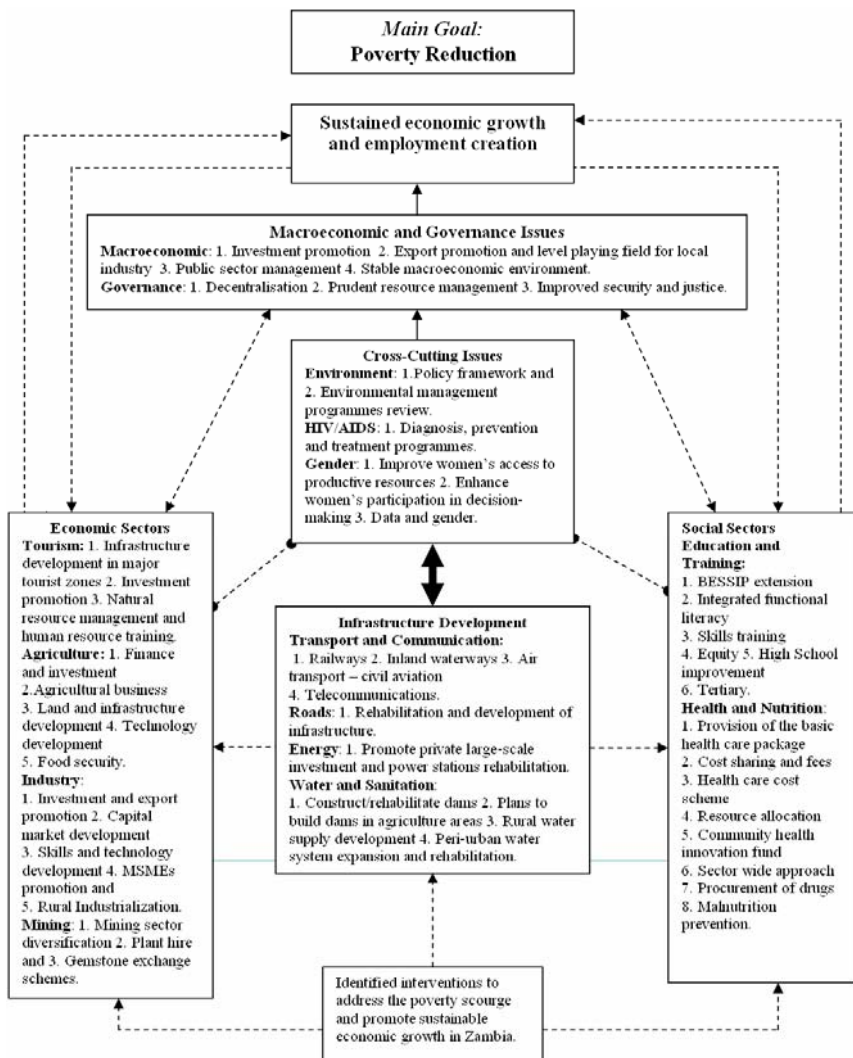 Main Goal:
Poverty Reduction
Sustained economic growth
and employment creation
Macroeconomic and Governance Issues
Macroeconomic: 1. Investment promotion 2. Export promotion and level playing field for local
industry 3. Public sector management 4. Stable macroeconomic environment.
Governance: 1. Decentralisation 2. Prudent resource management 3. Improved security and justice.
Cross-Cutting Issues
Environment: 1.Policy framework and
2. Environmental management
programmes review.
HIV/AIDS: 1. Diagnosis, prevention
and treatment programmes.
Gender: 1. Improve women`s access to
productive resources 2. Enhance
women`s participation in decision-
making 3. Data and gender.
Economic Sectors
Tourism: 1. Infrastructure
development in major
tourist zones 2. Investment
promotion 3. Natural
resource management and
human resource training.
Agriculture: 1. Finance
and investment
2.Agricultural business
3. Land and infrastructure
development 4. Technology
development
5. Food security.
Industry:
1. Investment and export
promotion 2. Capital
market development
3. Skills and technology
development 4. MSMEs
promotion and
5. Rural Industrialization.
Mining: 1. Mining sector
diversification 2. Plant hire
and 3. Gemstone exchange
schemes.
Infrastructure Development
Transport and Communication:
1. Railways 2. Inland waterways 3. Air
transport – civil aviation
4. Telecommunications.
Roads: 1. Rehabilitation and development of
infrastructure.
Energy: 1. Promote private large-scale
investment and power stations rehabilitation.
Water and Sanitation:
1. Construct/rehabilitate dams 2. Plans to
build dams in agriculture areas 3. Rural water
supply development 4. Peri-urban water
system expansion and rehabilitation.
Social Sectors
Education and
Training:
1. BESSIP extension
2. Integrated functional
literacy
3. Skills training
4. Equity 5. High School
improvement
6. Tertiary.
Health and Nutrition:
1. Provision of the basic
health care package
2. Cost sharing and fees
3. Health care cost
scheme
4. Resource allocation
5. Community health
innovation fund
6. Sector wide approach
7. Procurement of drugs
8. Malnutrition
prevention.
Identified interventions to
address the poverty scourge
and promote sustainable
economic growth in Zambia.